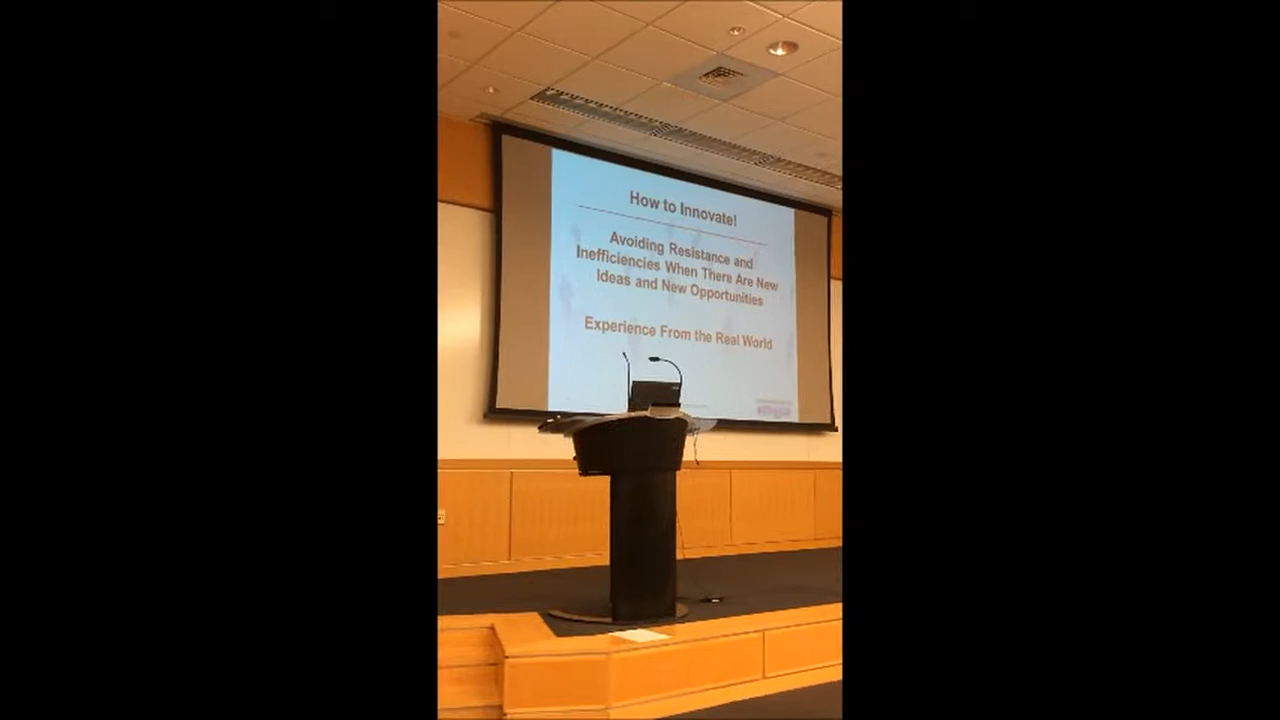 How to Innovate!
Avoiding Resistance and
Inefficiencies When There Are New
Ideas and New Opportunities
Experience From the Real World